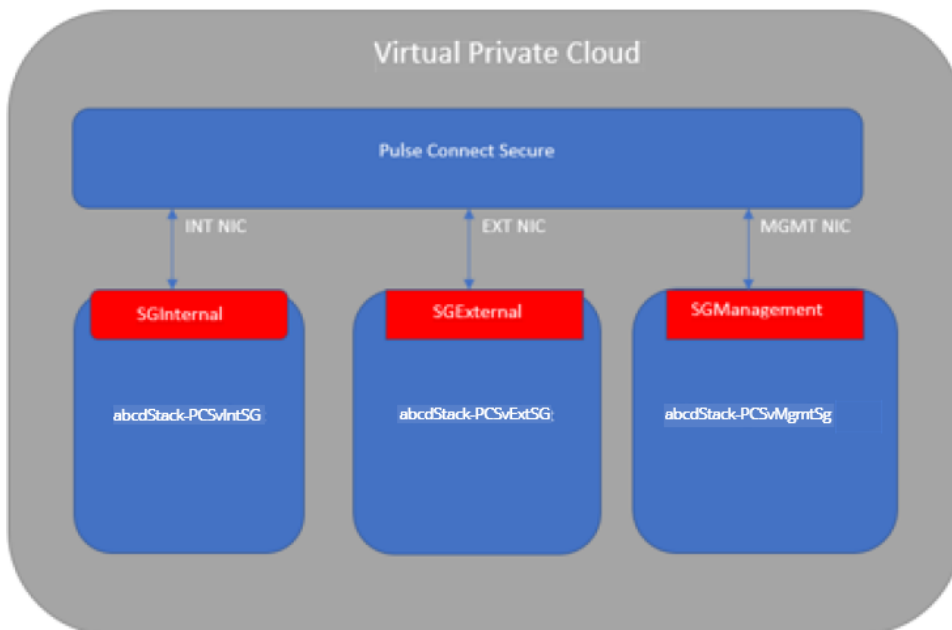 Virtual Private Cloud
Pulse Connect Secure
INT NIC
EXT NIC
MGMT NIC
SGInternal
SGExternal
SGManagement
abcdStack-PCSvIntSG
abcdStack-PCSvExtSG
abcdStack-PCSvMgmtSg